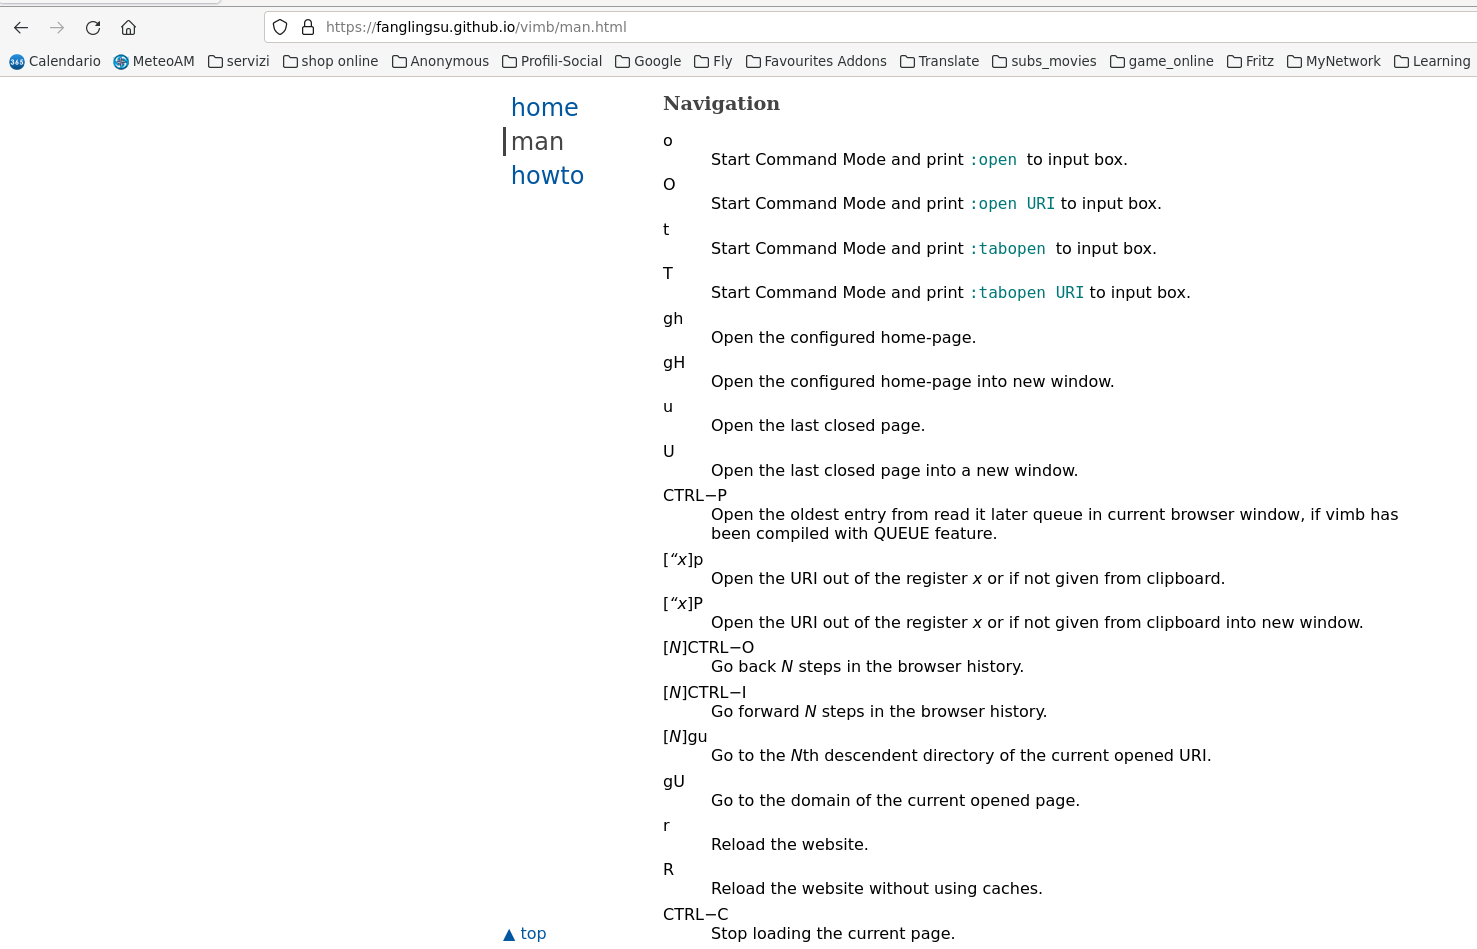 https://fanglingsu.github.io/vimb/man.html
365 Calendario MeteoAM servizi shop online Anonymous Profili-Social Google Fly Favourites Addons Translate subs_movies game_online Fritz MyNetwork Learning
home
man
howto
Navigation
o
Start Command Mode and print :open to input box.
O
Start Command Mode and print :open URI to input box.
t
Start Command Mode and print :tabopen to input box.
T
Start Command Mode and print :tabopen URI to input box.
gh
Open the configured home-page.
gH
Open the configured home-page into new window.
u
Open the last closed page.
U
Open the last closed page into a new window.
CTRL−P
Open the oldest entry from read it later queue in current browser window, if vimb has
been compiled with QUEUE feature.
[“x]p
Open the URI out of the register x or if not given from clipboard.
[“x]P
Open the URI out of the register x or if not given from clipboard into new window.
[N]CTRL−O
Go back N steps in the browser history.
[N]CTRL−I
Go forward N steps in the browser history.
[N]gu
Go to the Nth descendent directory of the current opened URI.
gU
Go to the domain of the current opened page.
r
Reload the website.
R
Reload the website without using caches.
CTRL−C
Stop loading the current page.
▲ top